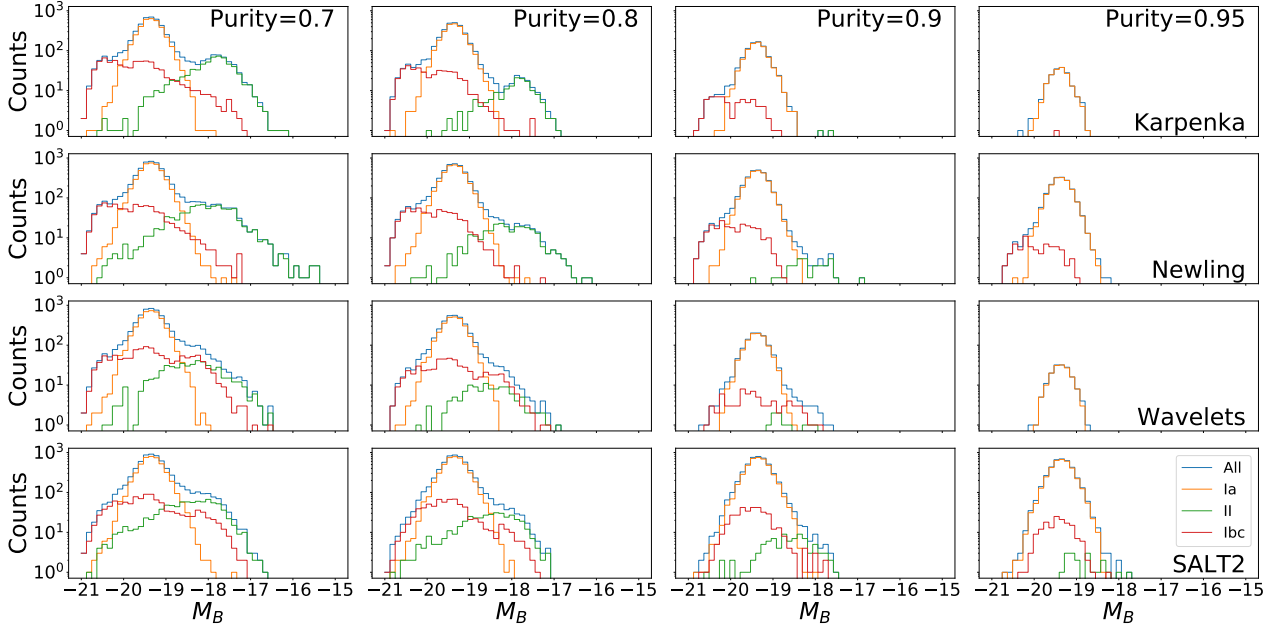 Purity=0.7 Purity=0.8 Purity=0.9 Purity=0.95
Counts 10³ 10² 10¹ 10⁰
Karpenka
Counts 10³ 10² 10¹ 10⁰
Newling
Counts 10³ 10² 10¹ 10⁰
Wavelets
Counts 10³ 10² 10¹ 10⁰
All
Ia
II
Ibc
SALT2
−21 −20 −19 −18 −17 −16 −15 −21 −20 −19 −18 −17 −16 −15 −21 −20 −19 −18 −17 −16 −15 −21 −20 −19 −18 −17 −16 −15
M_B M_B M_B M_B